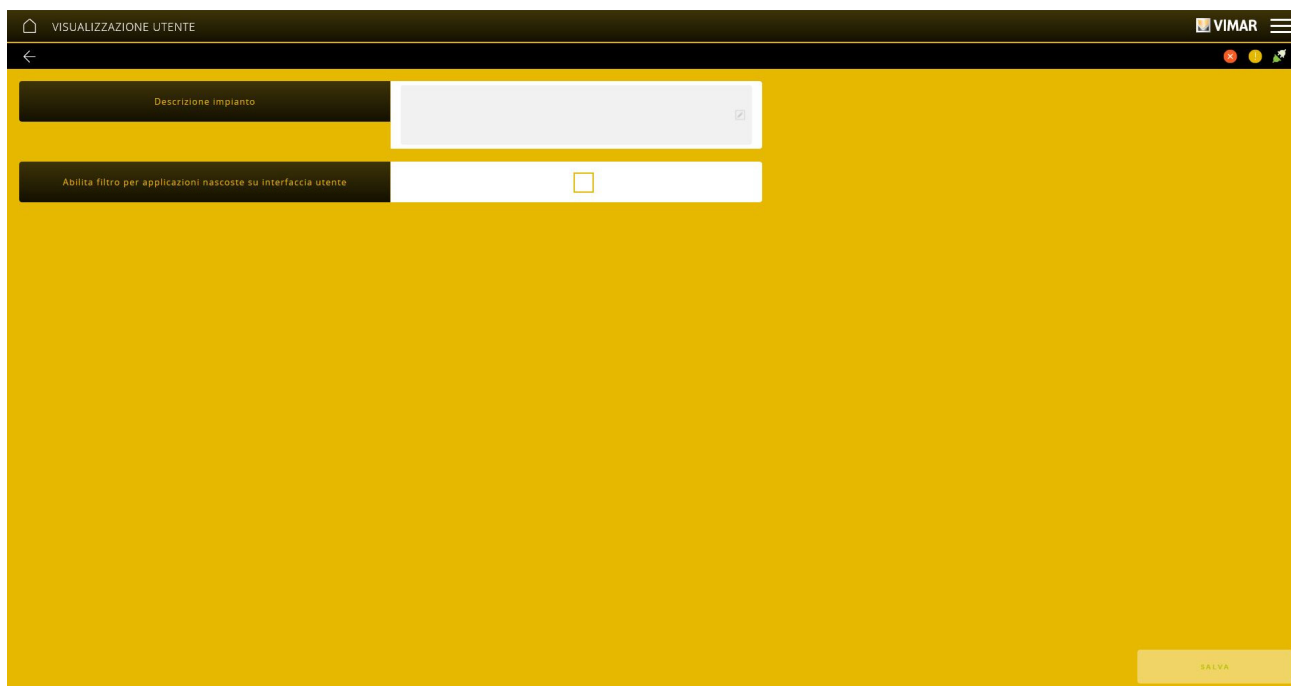 VISUALIZZAZIONE UTENTE
VIMAR
Descrizione impianto
Abilita filtro per applicazioni nascoste su interfaccia utente
SALVA